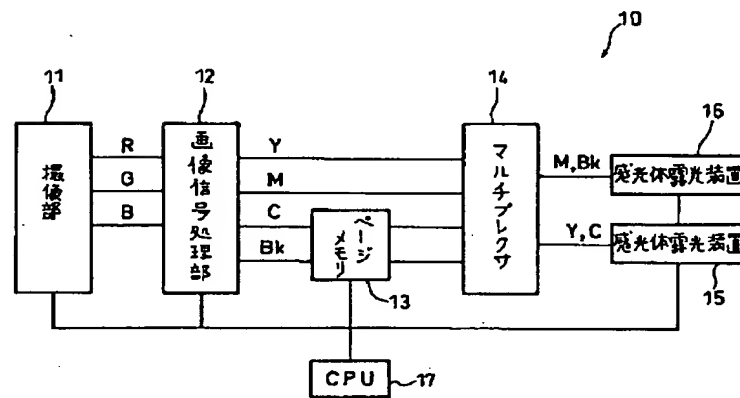 10
11
12
14
16
撮像部
R
G
B
画像信号処理部
Y
M
C
Bk
ページメモリ
13
マルチプレクサ
M,Bk
Y,C
感光体露光装置
感光体露光装置
15
CPU
17